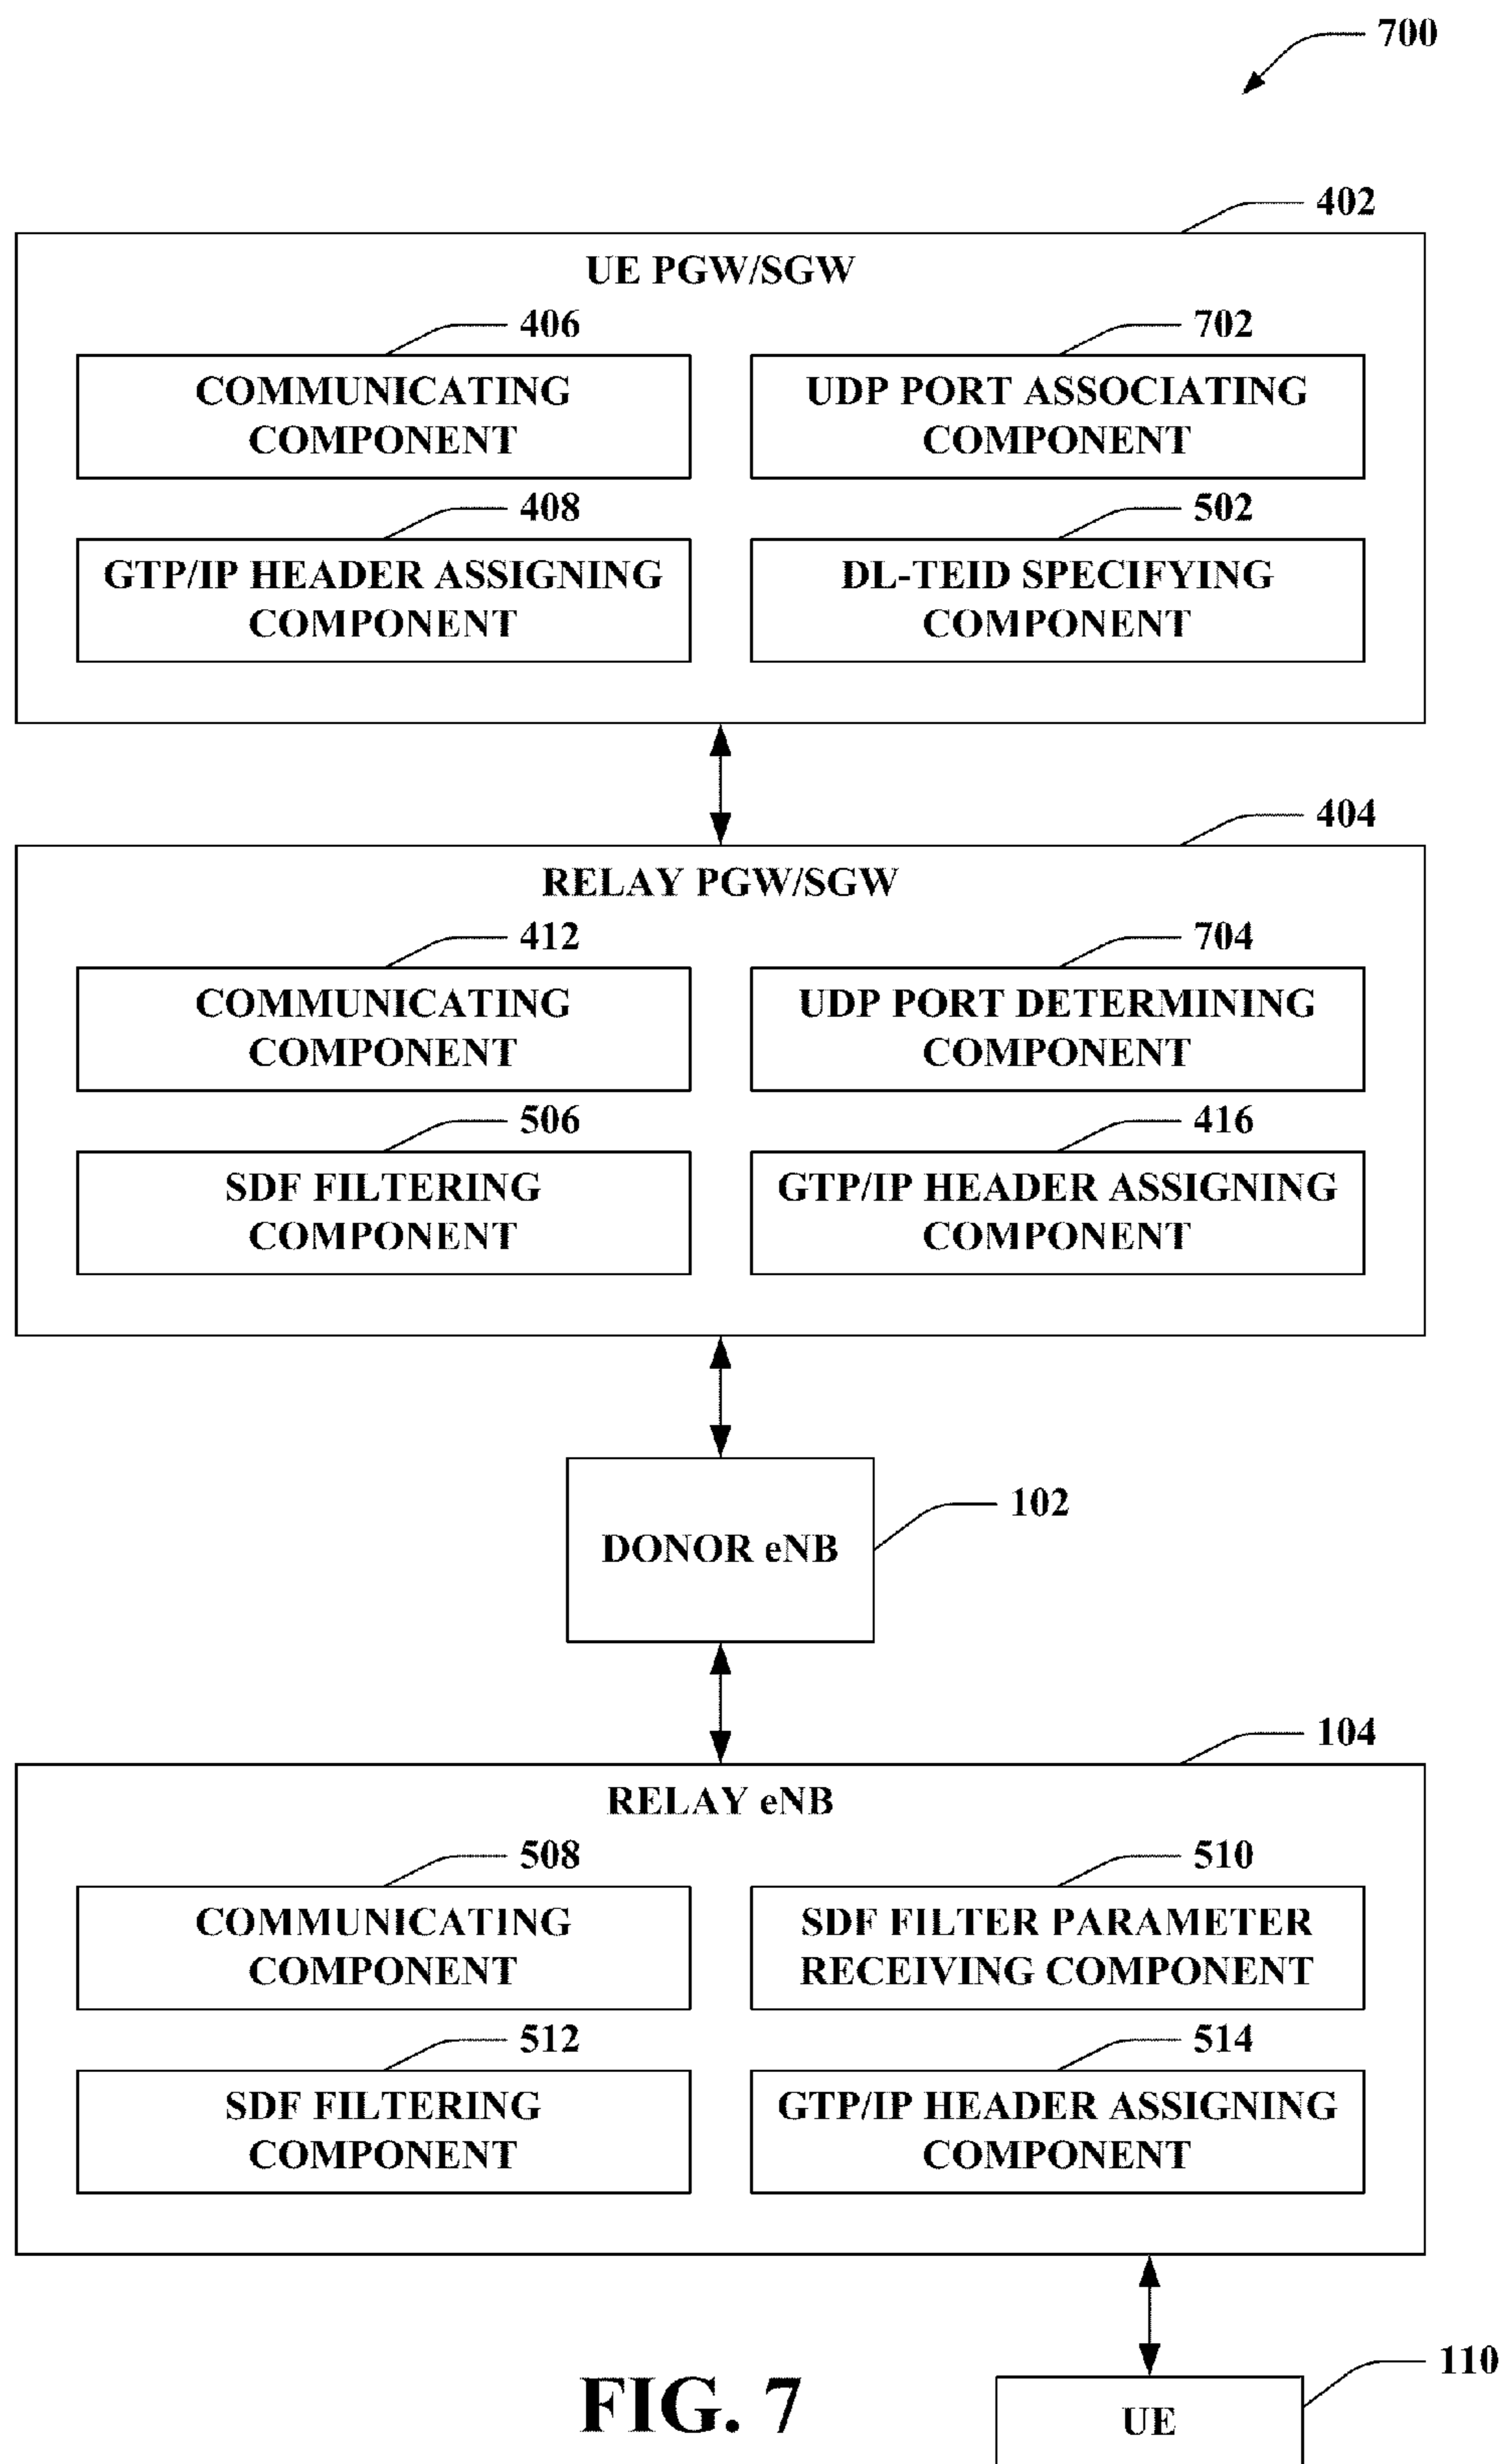 700
402
UE PGW/SGW
406
702
COMMUNICATING
COMPONENT
UDP PORT ASSOCIATING
COMPONENT
408
502
GTP/IP HEADER ASSIGNING
COMPONENT
DL-TEID SPECIFYING
COMPONENT
404
RELAY PGW/SGW
412
704
COMMUNICATING
COMPONENT
UDP PORT DETERMINING
COMPONENT
506
416
SDF FILTERING
COMPONENT
GTP/IP HEADER ASSIGNING
COMPONENT
102
DONOR eNB
104
RELAY eNB
508
510
COMMUNICATING
COMPONENT
SDF FILTER PARAMETER
RECEIVING COMPONENT
512
514
SDF FILTERING
COMPONENT
GTP/IP HEADER ASSIGNING
COMPONENT
110
UE
FIG. 7